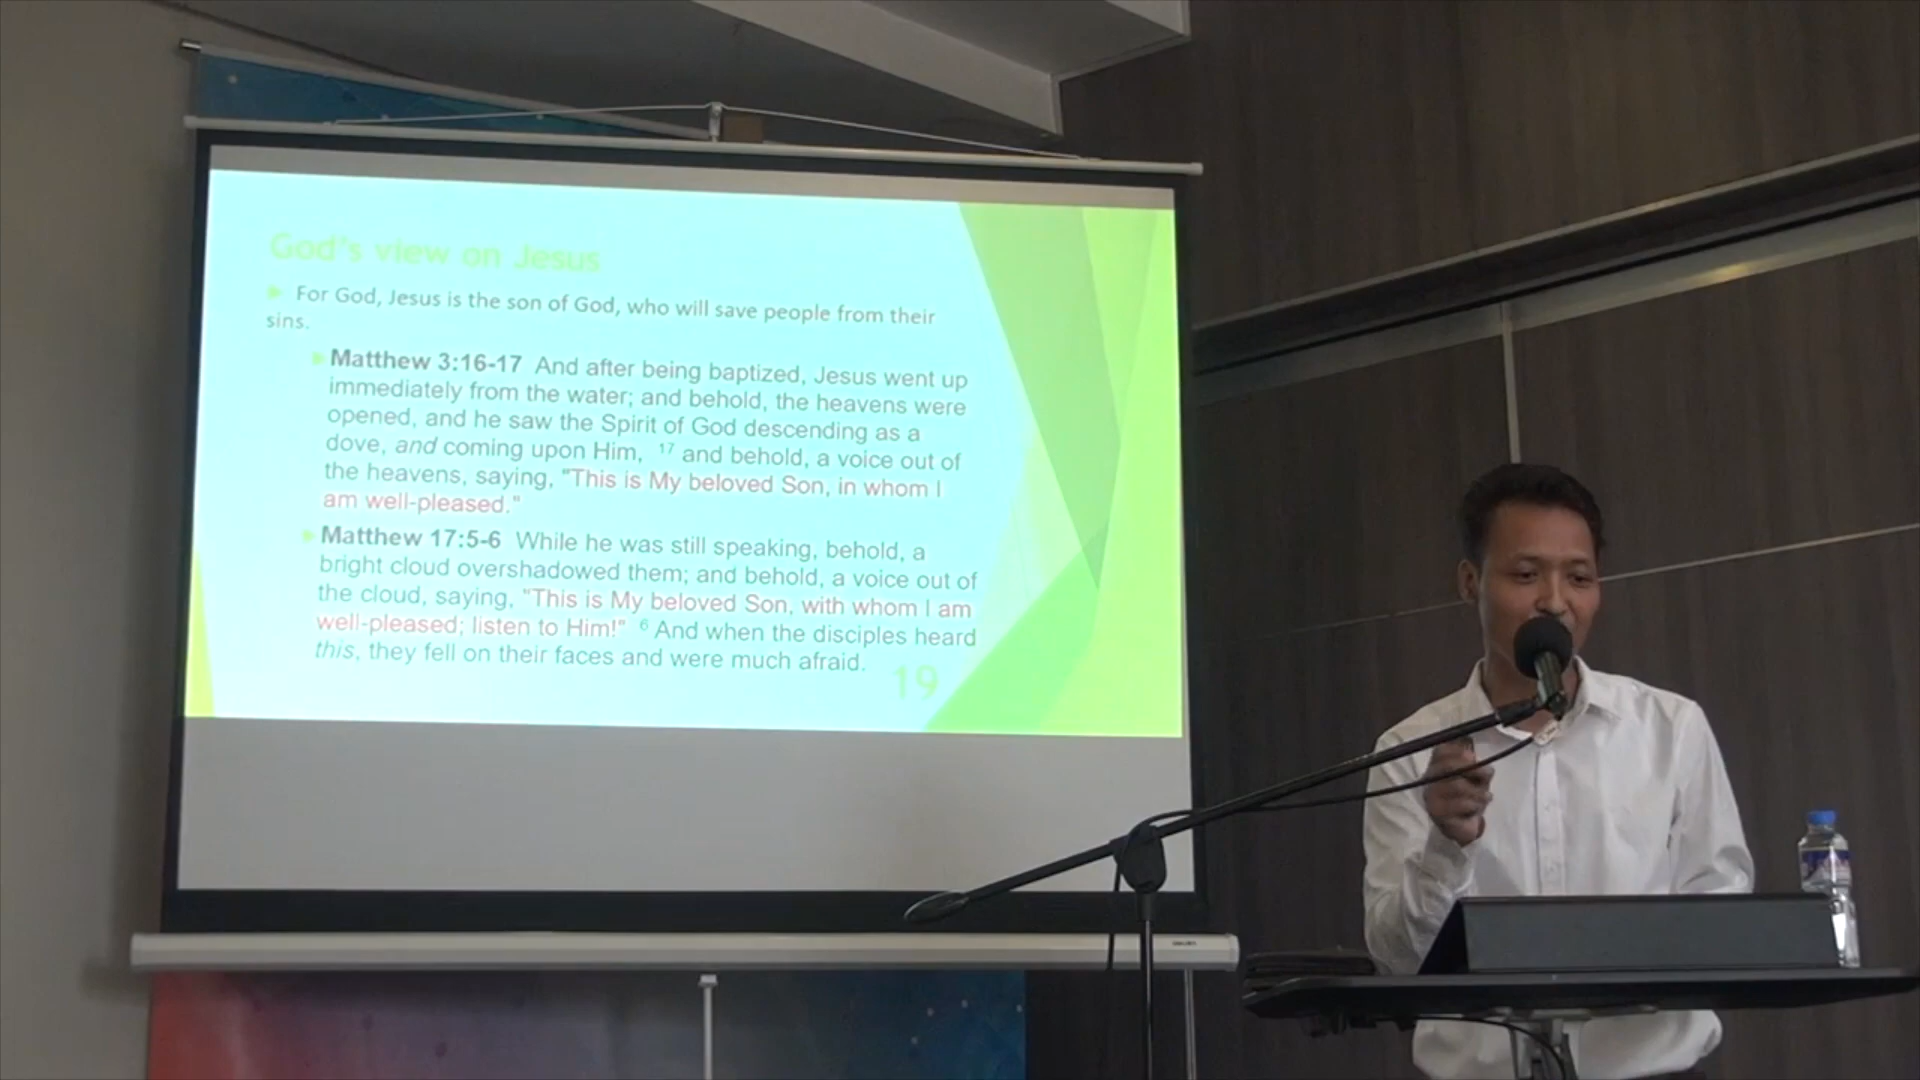 God's view on Jesus
For God, Jesus is the son of God, who will save people from their
sins.
Matthew 3:16-17 And after being baptized, Jesus went up
immediately from the water; and behold, the heavens were
opened, and he saw the Spirit of God descending as a
dove, and coming upon Him, 17 and behold, a voice out of
the heavens, saying, "This is My beloved Son, in whom I
am well-pleased."
Matthew 17:5-6 While he was still speaking, behold, a
bright cloud overshadowed them; and behold, a voice out of
the cloud, saying, "This is My beloved Son, with whom I am
well-pleased; listen to Him!" 6 And when the disciples heard
this, they fell on their faces and were much afraid.
19